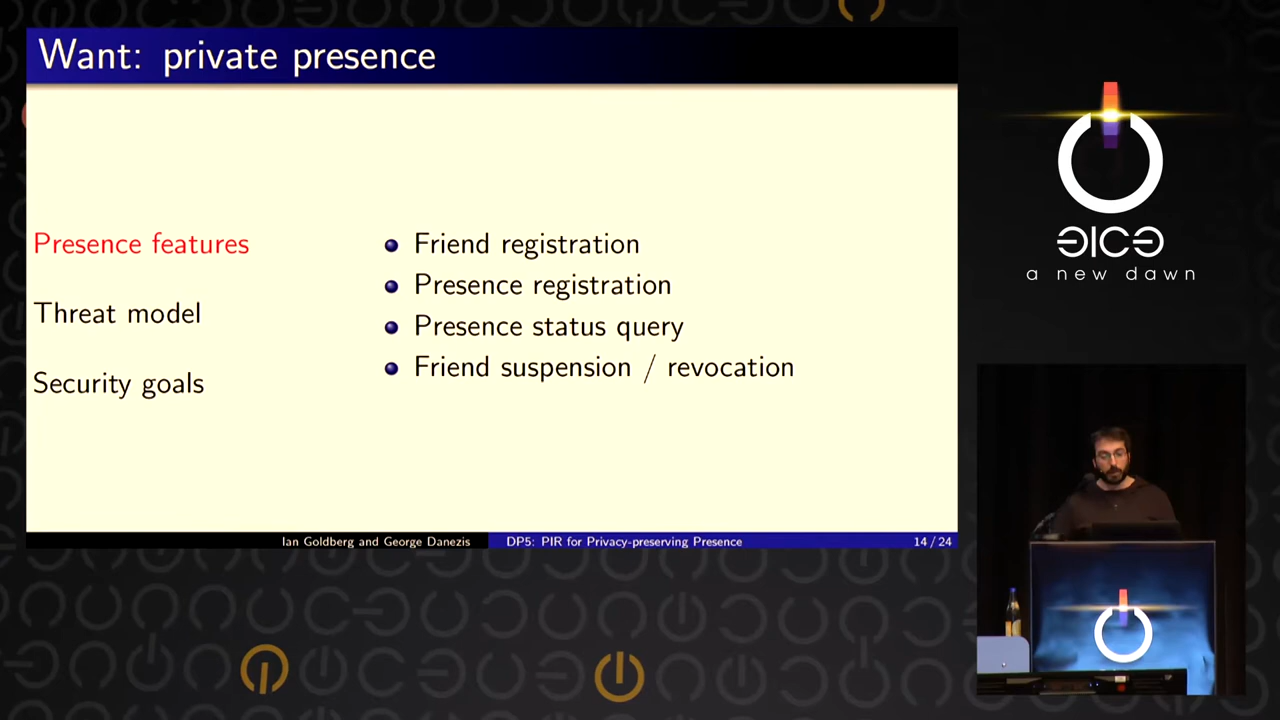 Want: private presence
Presence features
Threat model
Security goals
Friend registration
Presence registration
Presence status query
Friend suspension / revocation
Ian Goldberg and George Danezis
DP5: PIR for Privacy-preserving Presence
14 / 24
31C3
a new dawn